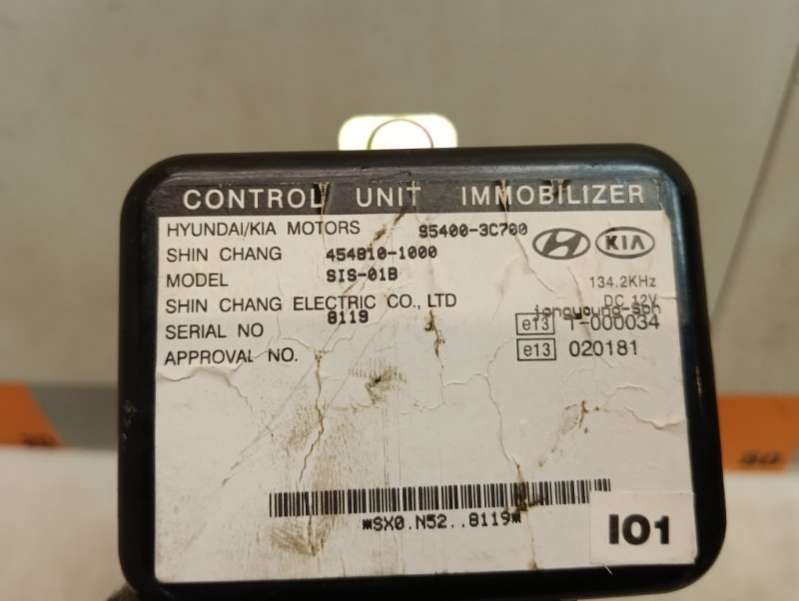 CONTROL UNIT IMMOBILIZER
HYUNDAI/KIA MOTORS 95400-3C700
SHIN CHANG 454810-1000
KIA
MODEL SIS-01B
134.2KHz
SHIN CHANG ELECTRIC CO., LTD
DC 12V
jongyoung-sph
SERIAL NO 8119
e13 1-000034
APPROVAL NO. e13 020181
*SX0.N52..8119*
I01